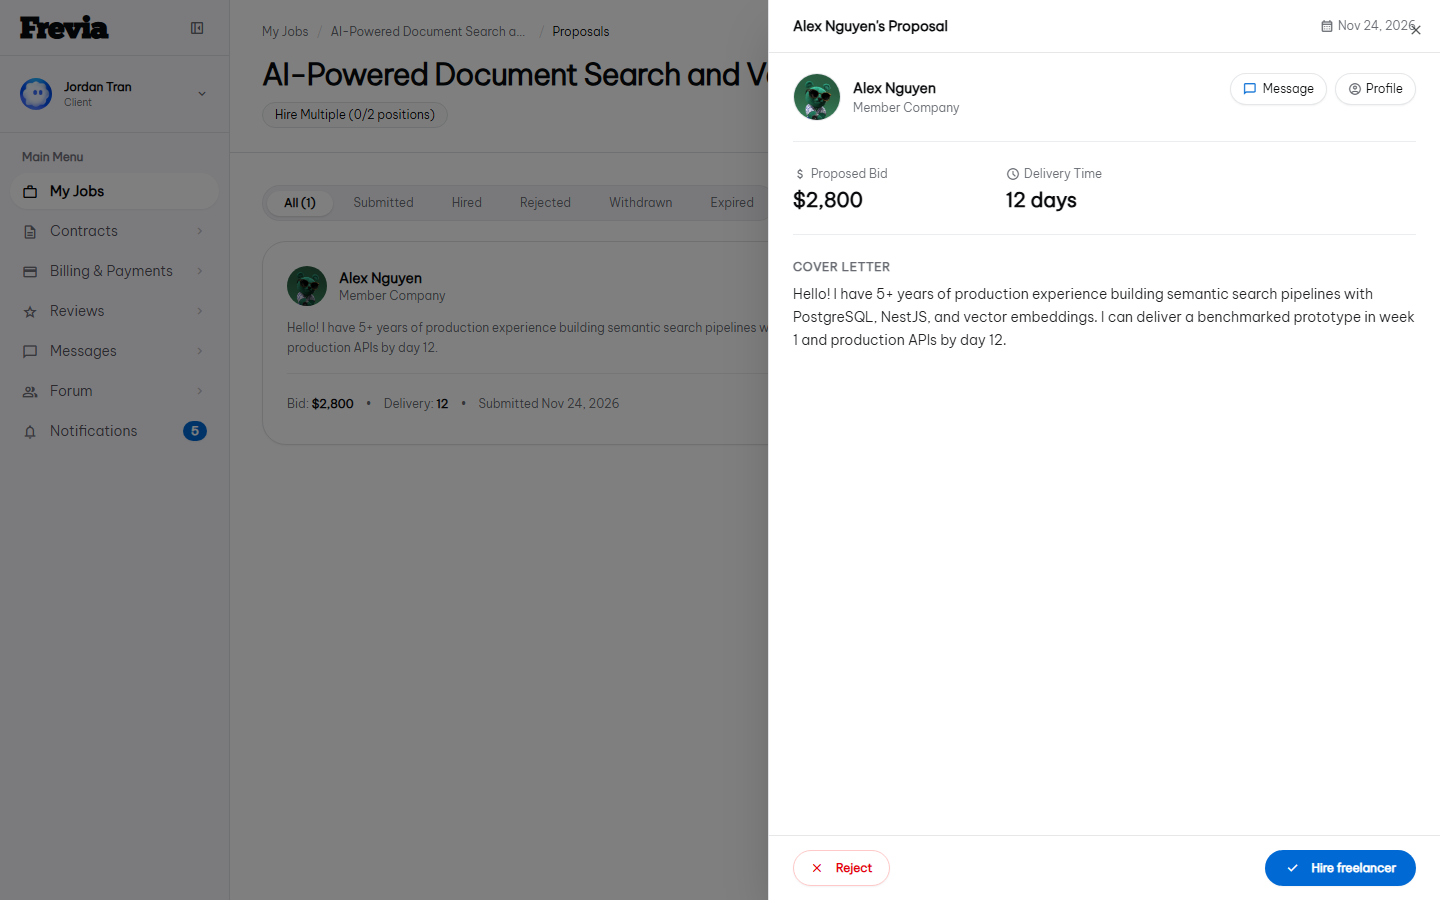 Frevia
Jordan Tran
Client
Main Menu
My Jobs
Contracts
Billing & Payments
Reviews
Messages
Forum
Notifications
5
My Jobs / AI-Powered Document Search a... / Proposals
AI-Powered Document Search and V
Hire Multiple (0/2 positions)
All (1)
Submitted
Hired
Rejected
Withdrawn
Expired
Alex Nguyen
Member Company
Hello! I have 5+ years of production experience building semantic search pipelines w
production APIs by day 12.
Bid: $2,800 • Delivery: 12 • Submitted Nov 24, 2026
Alex Nguyen's Proposal
Nov 24, 2026
Alex Nguyen
Member Company
Message
Profile
Proposed Bid
$2,800
Delivery Time
12 days
COVER LETTER
Hello! I have 5+ years of production experience building semantic search pipelines with
PostgreSQL, NestJS, and vector embeddings. I can deliver a benchmarked prototype in week
1 and production APIs by day 12.
Reject
Hire freelancer